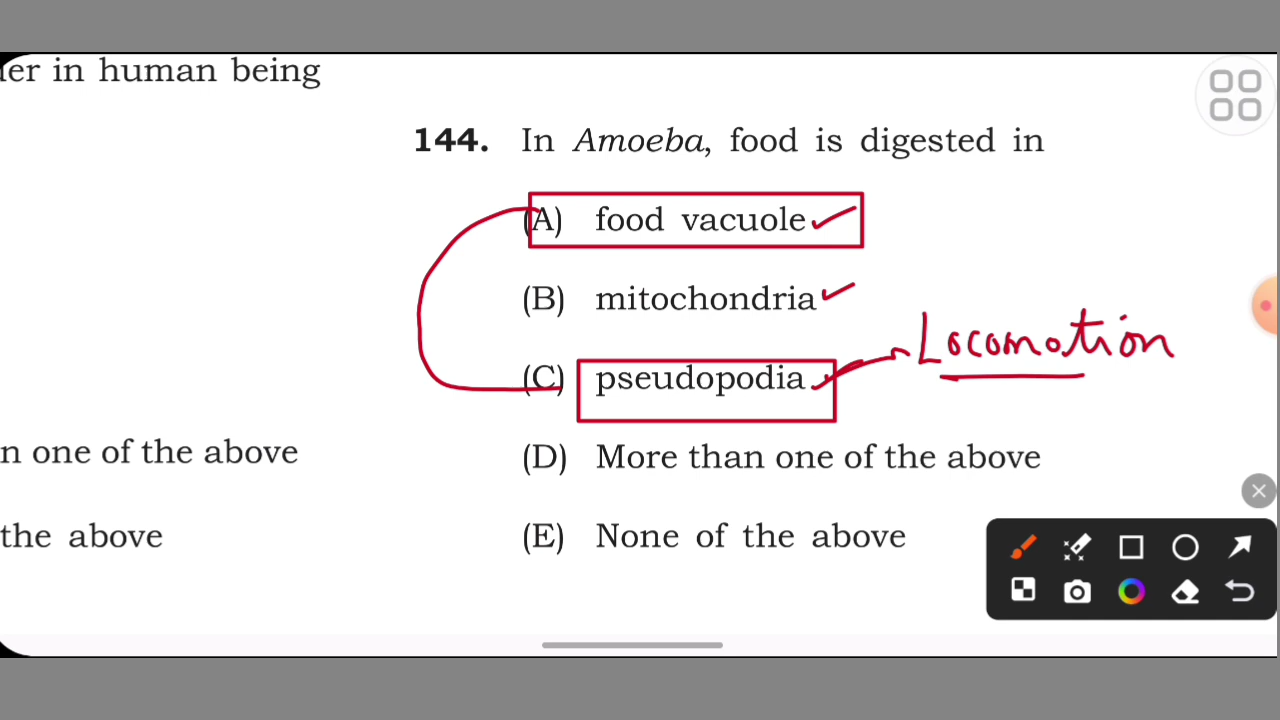 er in human being
144. In Amoeba, food is digested in
(A) food vacuole
(B) mitochondria
Locomotion
(C) pseudopodia
n one of the above
(D) More than one of the above
the above
(E) None of the above